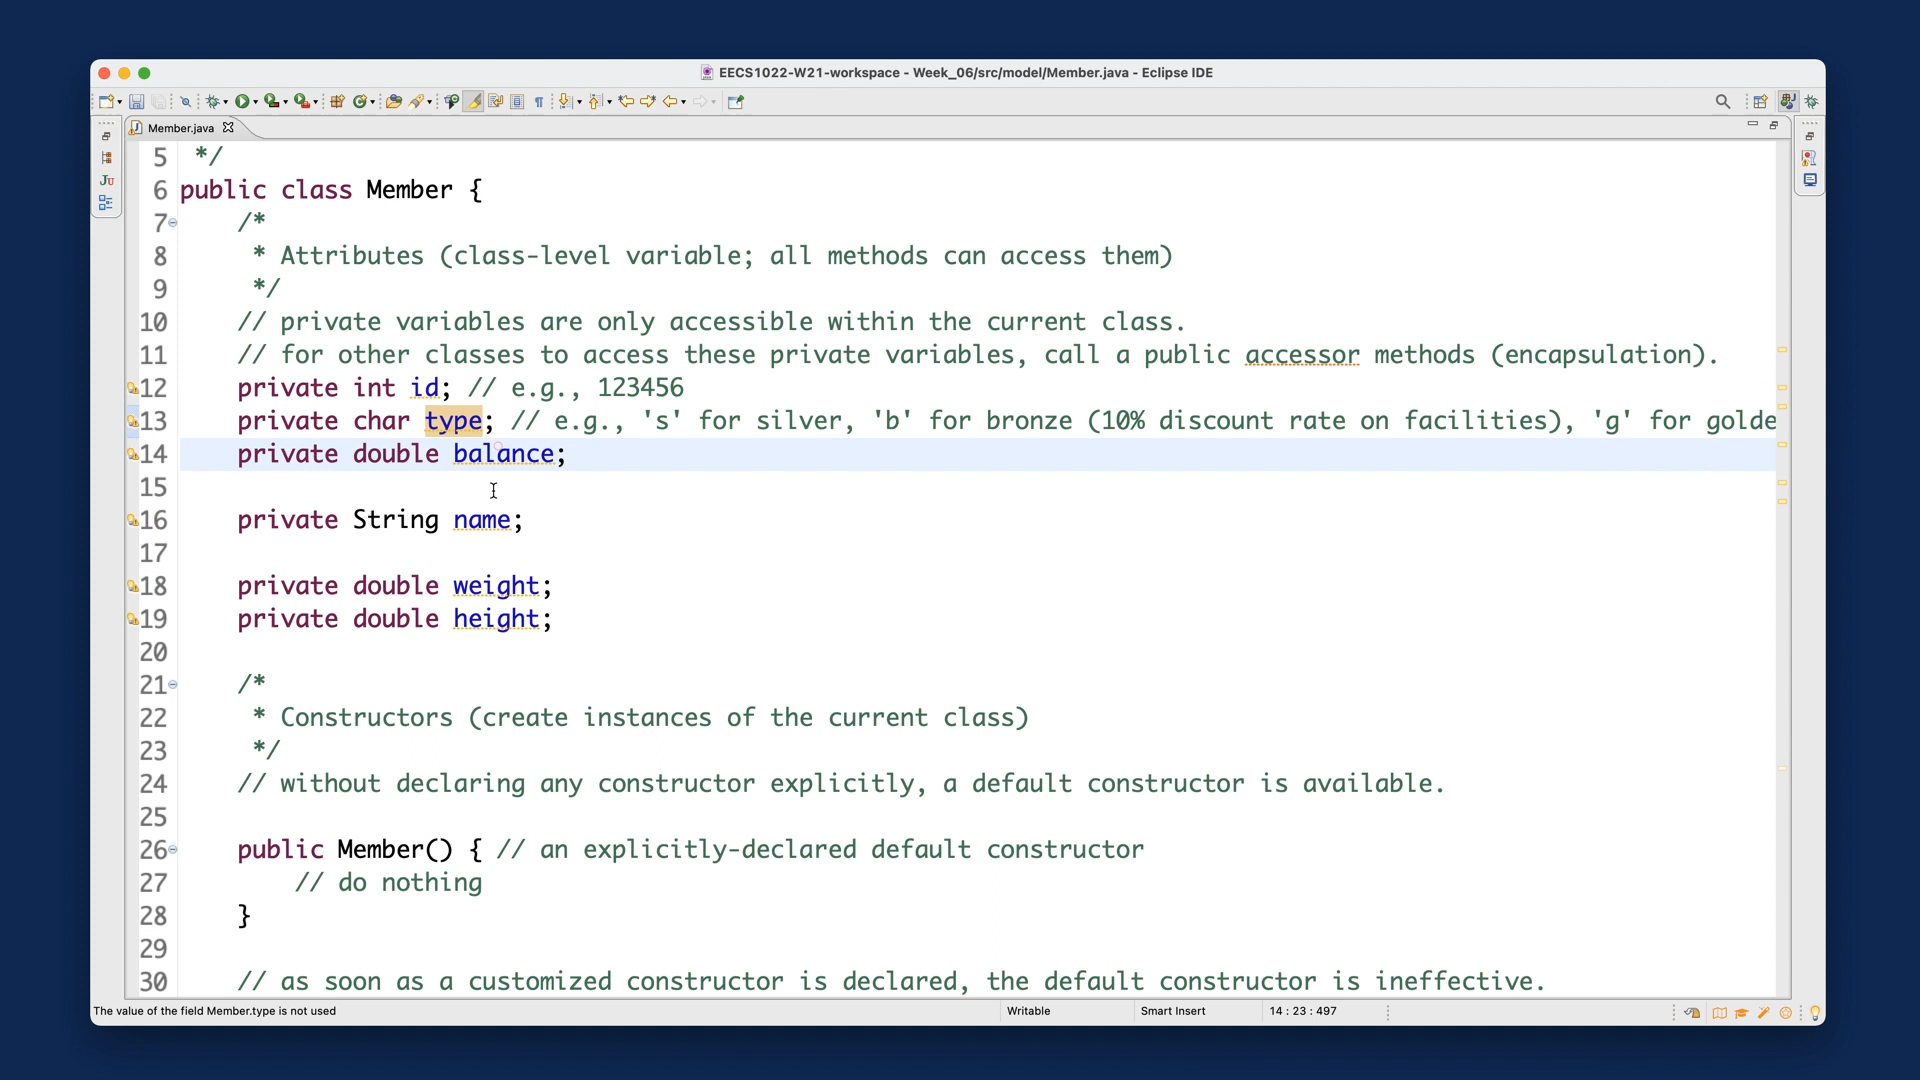 EECS1022-W21-workspace - Week_06/src/model/Member.java - Eclipse IDE
Member.java
5 */
6 public class Member {
7 /*
8 * Attributes (class-level variable; all methods can access them)
9 */
10 // private variables are only accessible within the current class.
11 // for other classes to access these private variables, call a public accessor methods (encapsulation).
12 private int id; // e.g., 123456
13 private char type; // e.g., 's' for silver, 'b' for bronze (10% discount rate on facilities), 'g' for golde
14 private double balance;
15
16 private String name;
17
18 private double weight;
19 private double height;
20
21 /*
22 * Constructors (create instances of the current class)
23 */
24 // without declaring any constructor explicitly, a default constructor is available.
25
26 public Member() { // an explicitly-declared default constructor
27 // do nothing
28 }
29
30 // as soon as a customized constructor is declared, the default constructor is ineffective.
The value of the field Member.type is not used
Writable
Smart Insert
14 : 23 : 497